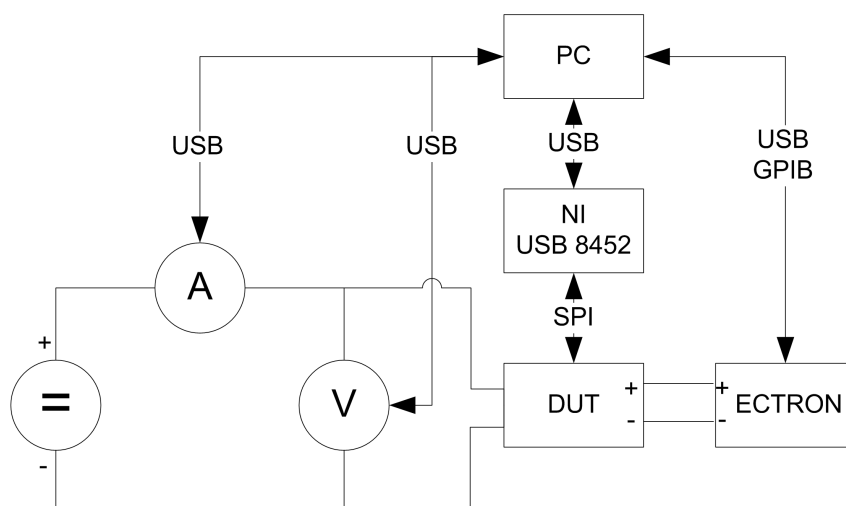 PC
USB
USB
USB
USB
GPIB
NI
USB 8452
A
SPI
+
=
-
V
DUT
+
-
+
-
ECTRON